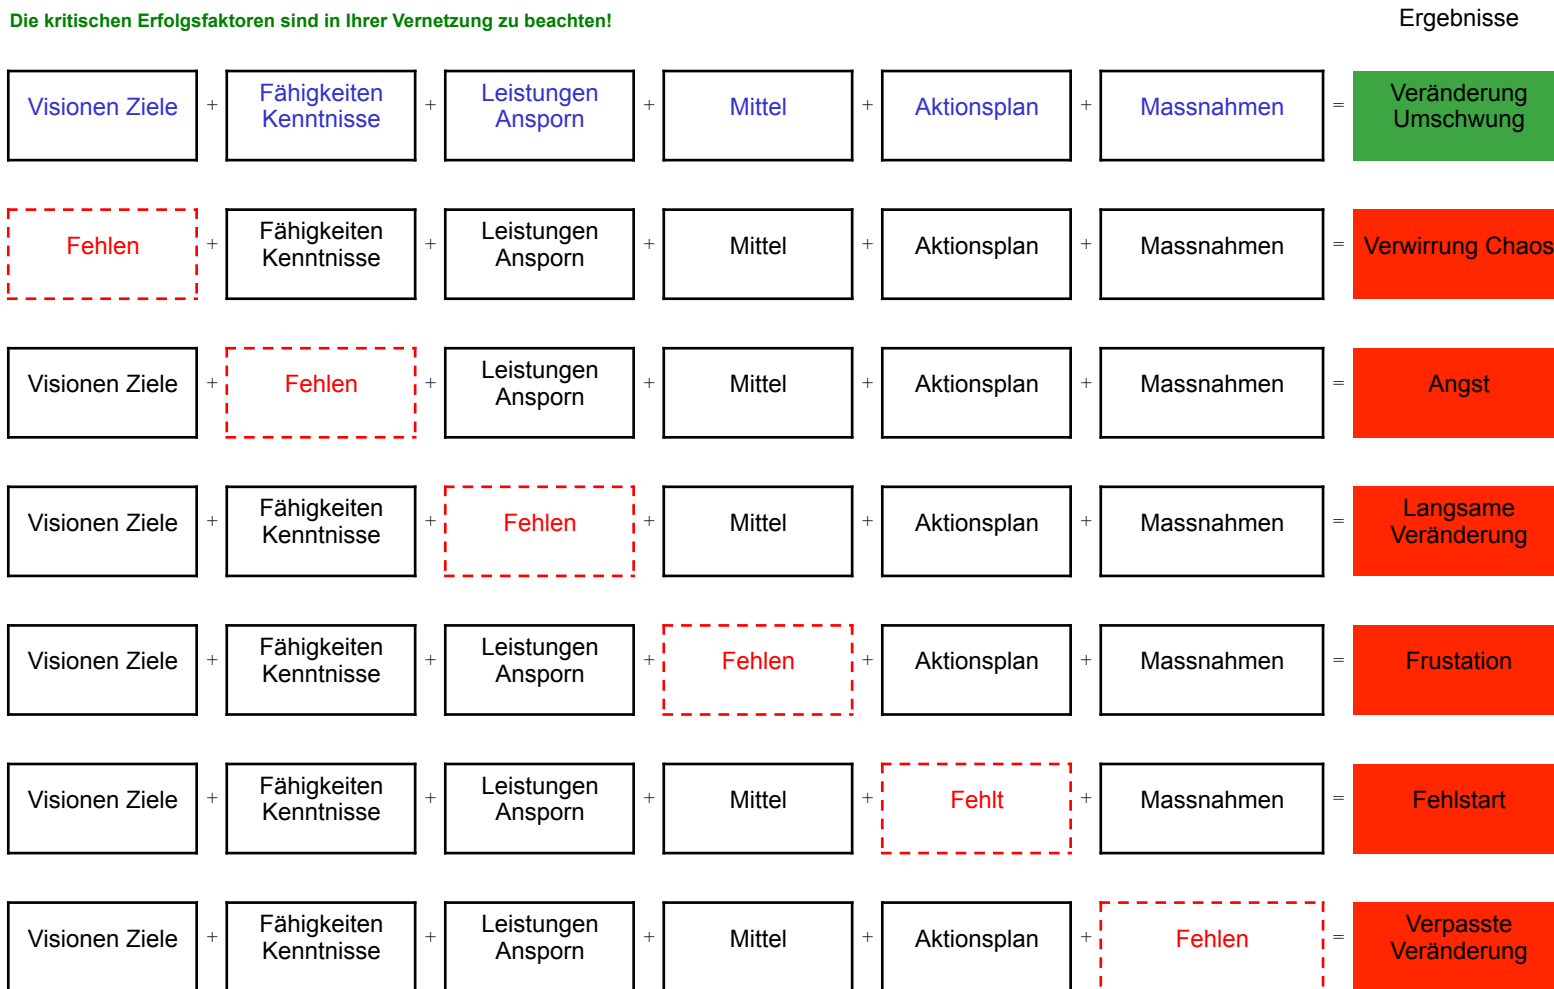 Die kritischen Erfolgsfaktoren sind in Ihrer Vernetzung zu beachten!
Ergebnisse
Visionen Ziele + Fähigkeiten Kenntnisse + Leistungen Ansporn + Mittel + Aktionsplan + Massnahmen = Veränderung Umschwung
Fehlen + Fähigkeiten Kenntnisse + Leistungen Ansporn + Mittel + Aktionsplan + Massnahmen = Verwirrung Chaos
Visionen Ziele + Fehlen + Leistungen Ansporn + Mittel + Aktionsplan + Massnahmen = Angst
Visionen Ziele + Fähigkeiten Kenntnisse + Fehlen + Mittel + Aktionsplan + Massnahmen = Langsame Veränderung
Visionen Ziele + Fähigkeiten Kenntnisse + Leistungen Ansporn + Fehlen + Aktionsplan + Massnahmen = Frustation
Visionen Ziele + Fähigkeiten Kenntnisse + Leistungen Ansporn + Mittel + Fehlt + Massnahmen = Fehlstart
Visionen Ziele + Fähigkeiten Kenntnisse + Leistungen Ansporn + Mittel + Aktionsplan + Fehlen = Verpasste Veränderung